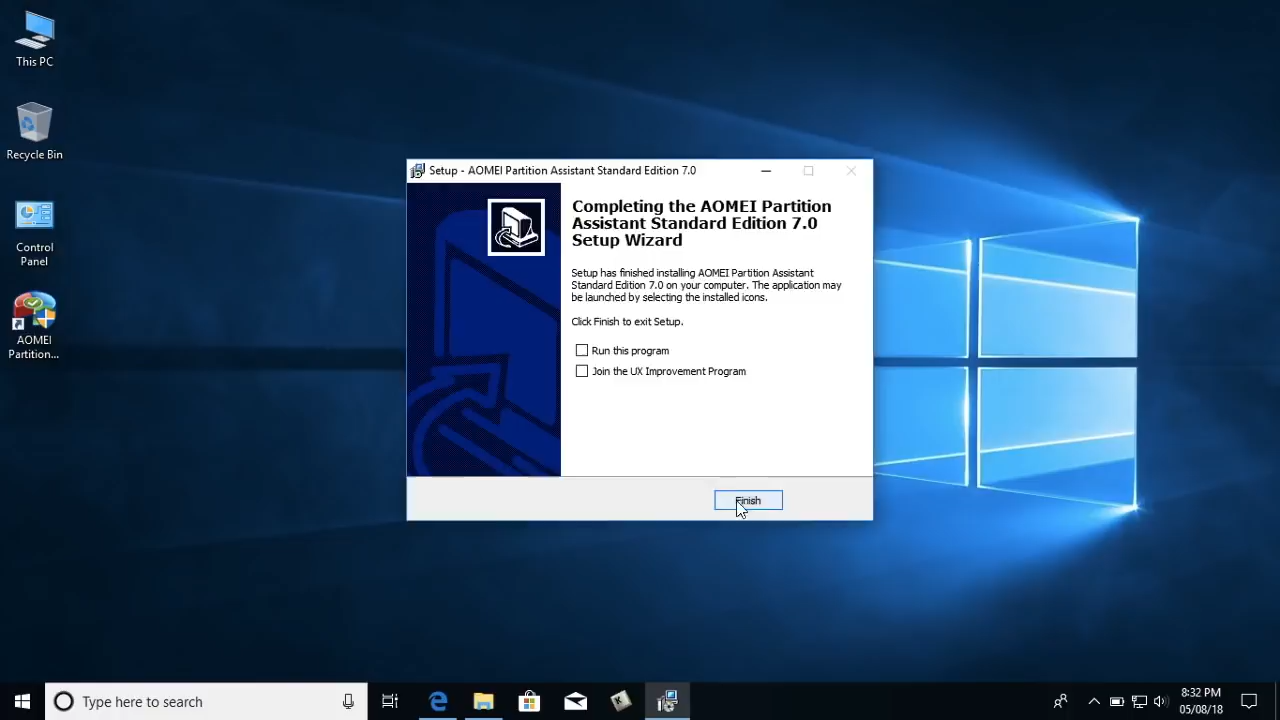 This PC
Recycle Bin
Control
Panel
AOMEI
Partition...
Setup - AOMEI Partition Assistant Standard Edition 7.0
Completing the AOMEI Partition
Assistant Standard Edition 7.0
Setup Wizard
Setup has finished installing AOMEI Partition Assistant
Standard Edition 7.0 on your computer. The application may
be launched by selecting the installed icons.
Click Finish to exit Setup.
Run this program
Join the UX Improvement Program
Finish
Type here to search
8:32 PM
05/08/18